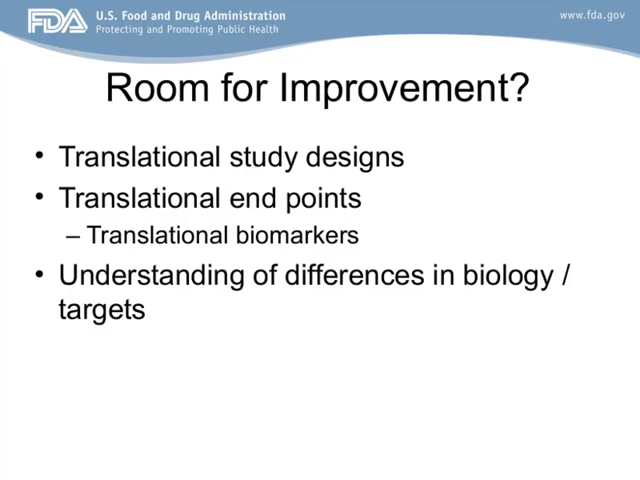 FDA
U.S. Food and Drug Administration
Protecting and Promoting Public Health
www.fda.gov
Room for Improvement?
• Translational study designs
• Translational end points
– Translational biomarkers
• Understanding of differences in biology /
targets